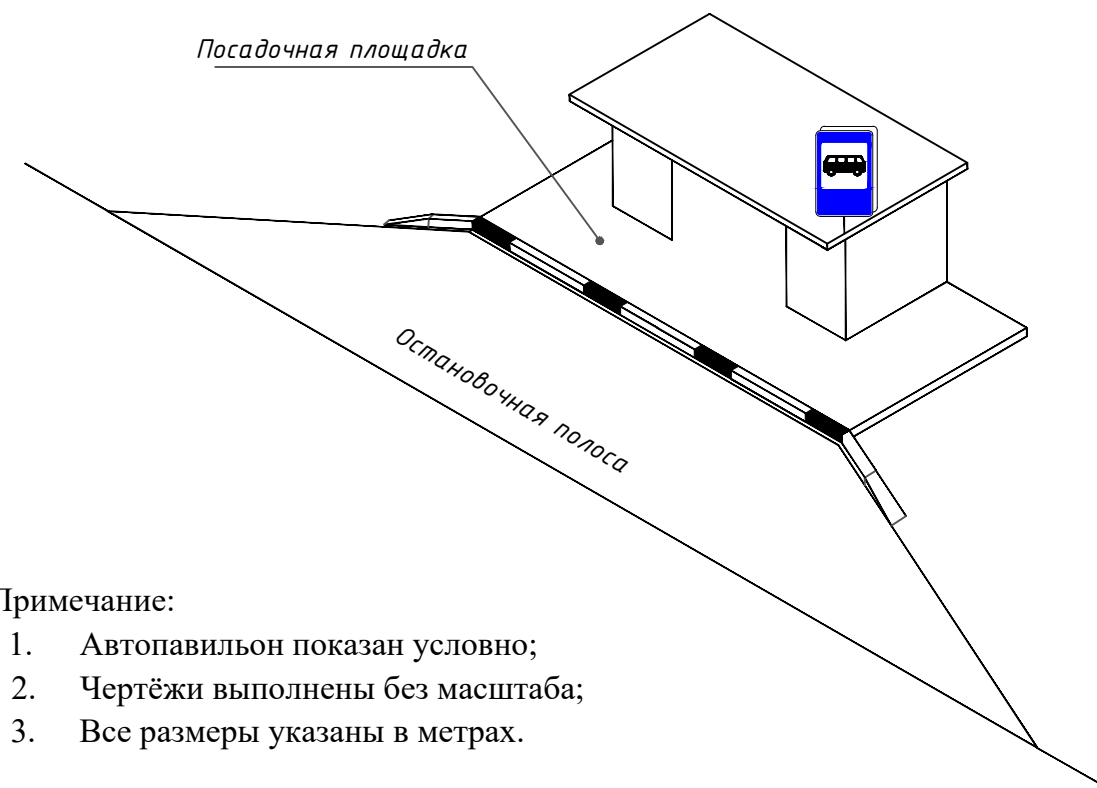 Посадочная площадка
Остановочная полоса
Примечание:
1. Автопавильон показан условно;
2. Чертёжи выполнены без масштаба;
3. Все размеры указаны в метрах.